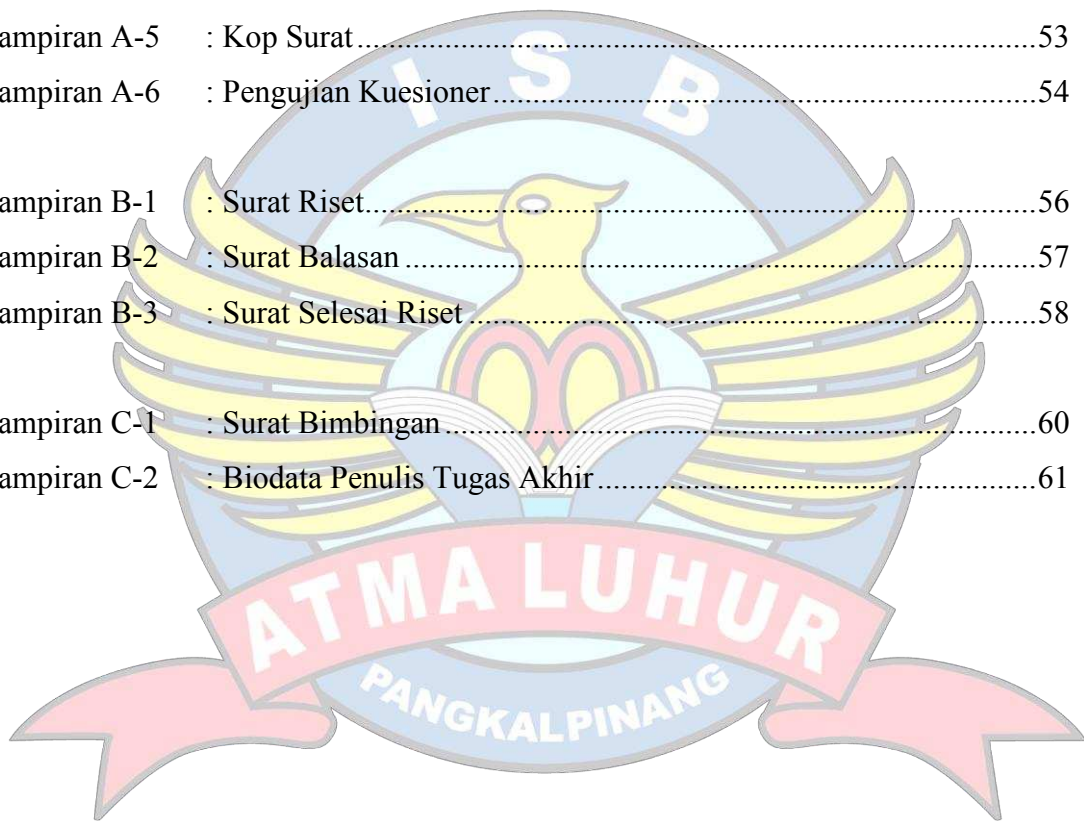 ampiran A-5 : Kop Surat ........................................................................................53
ampiran A-6 : Pengujian Kuesioner ......................................................................54
ampiran B-1 : Surat Riset......................................................................................56
ampiran B-2 : Surat Balasan .................................................................................57
ampiran B-3 : Surat Selesai Riset .........................................................................58
ampiran C-1 : Surat Bimbingan .............................................................................60
ampiran C-2 : Biodata Penulis Tugas Akhir .........................................................61
I S B
ATMA LUHUR
PANGKALPINANG